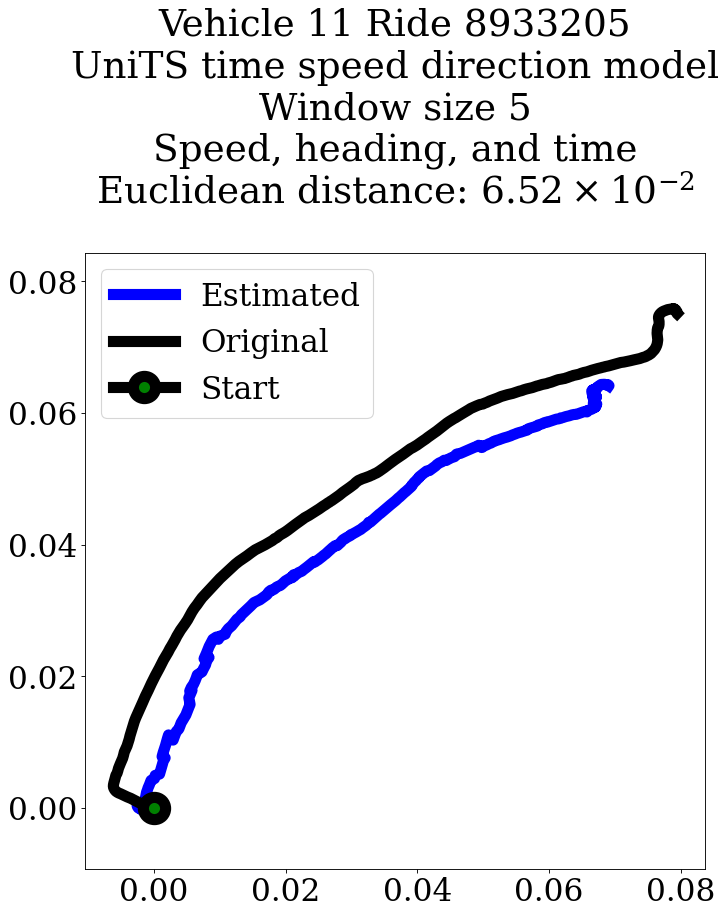 Vehicle 11 Ride 8933205
UniTS time speed direction model
Window size 5
Speed, heading, and time
Euclidean distance: 6.52 × 10⁻²
Estimated
Original
Start
0.08
0.06
0.04
0.02
0.00
0.00 0.02 0.04 0.06 0.08